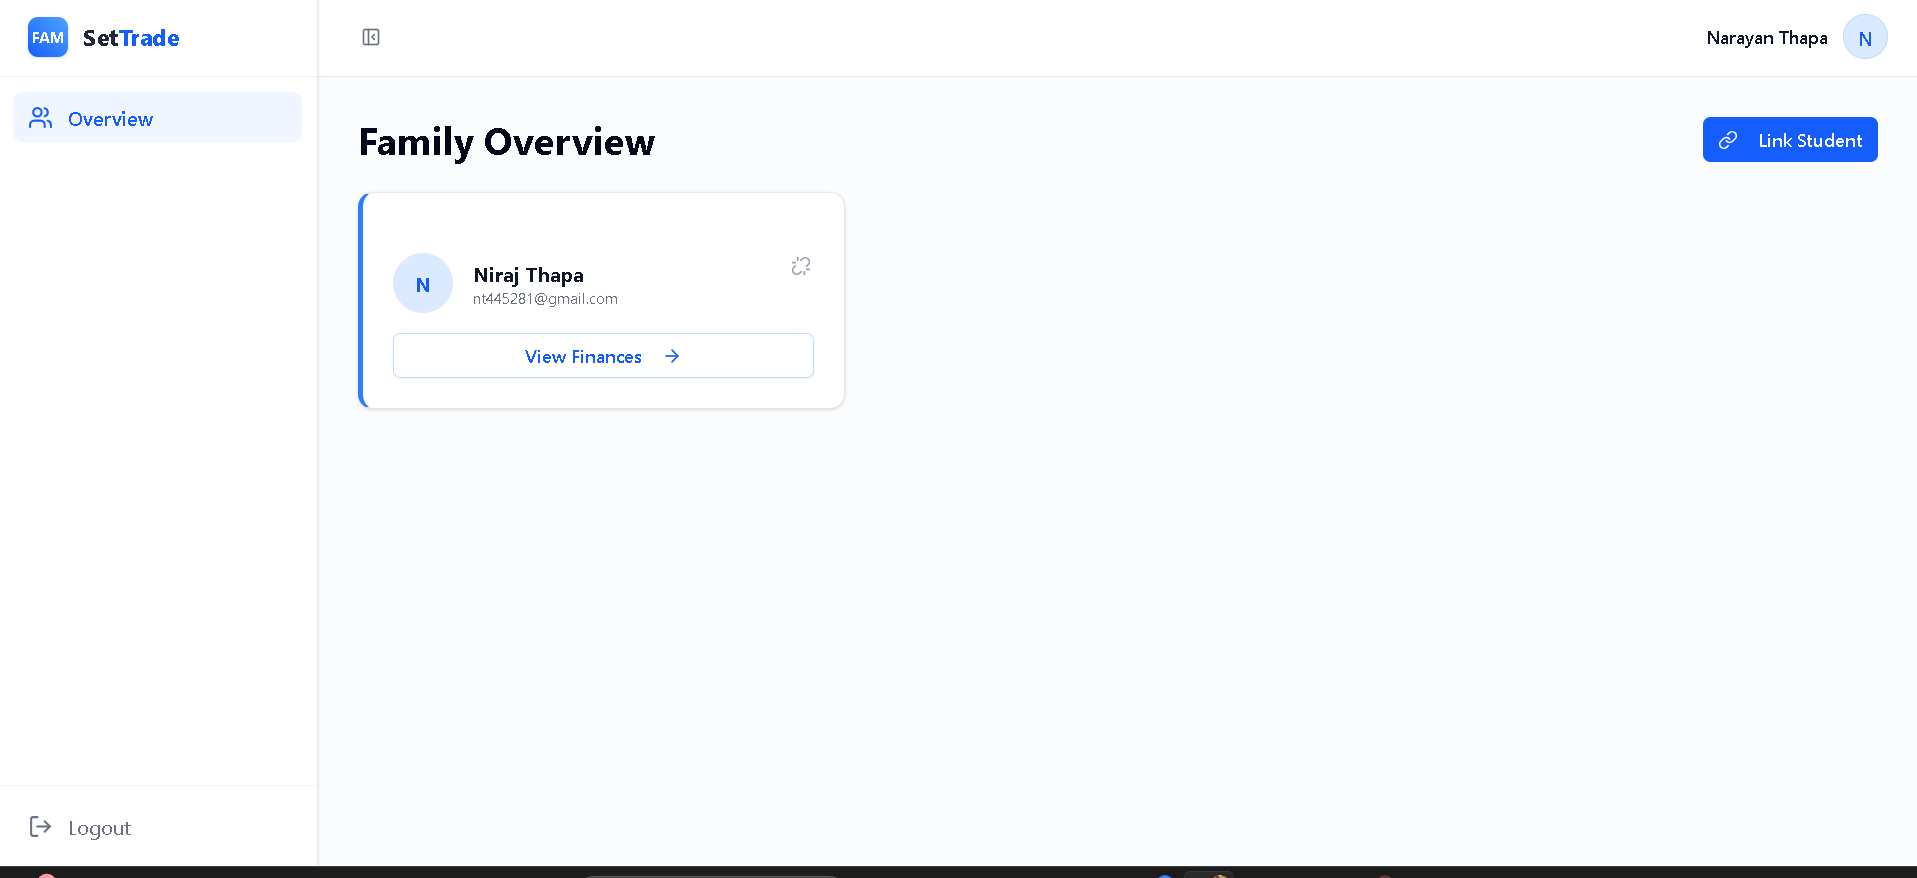 FAM SetTrade
Narayan Thapa N
Overview
Family Overview
Link Student
N
Niraj Thapa
nt445281@gmail.com
View Finances
Logout